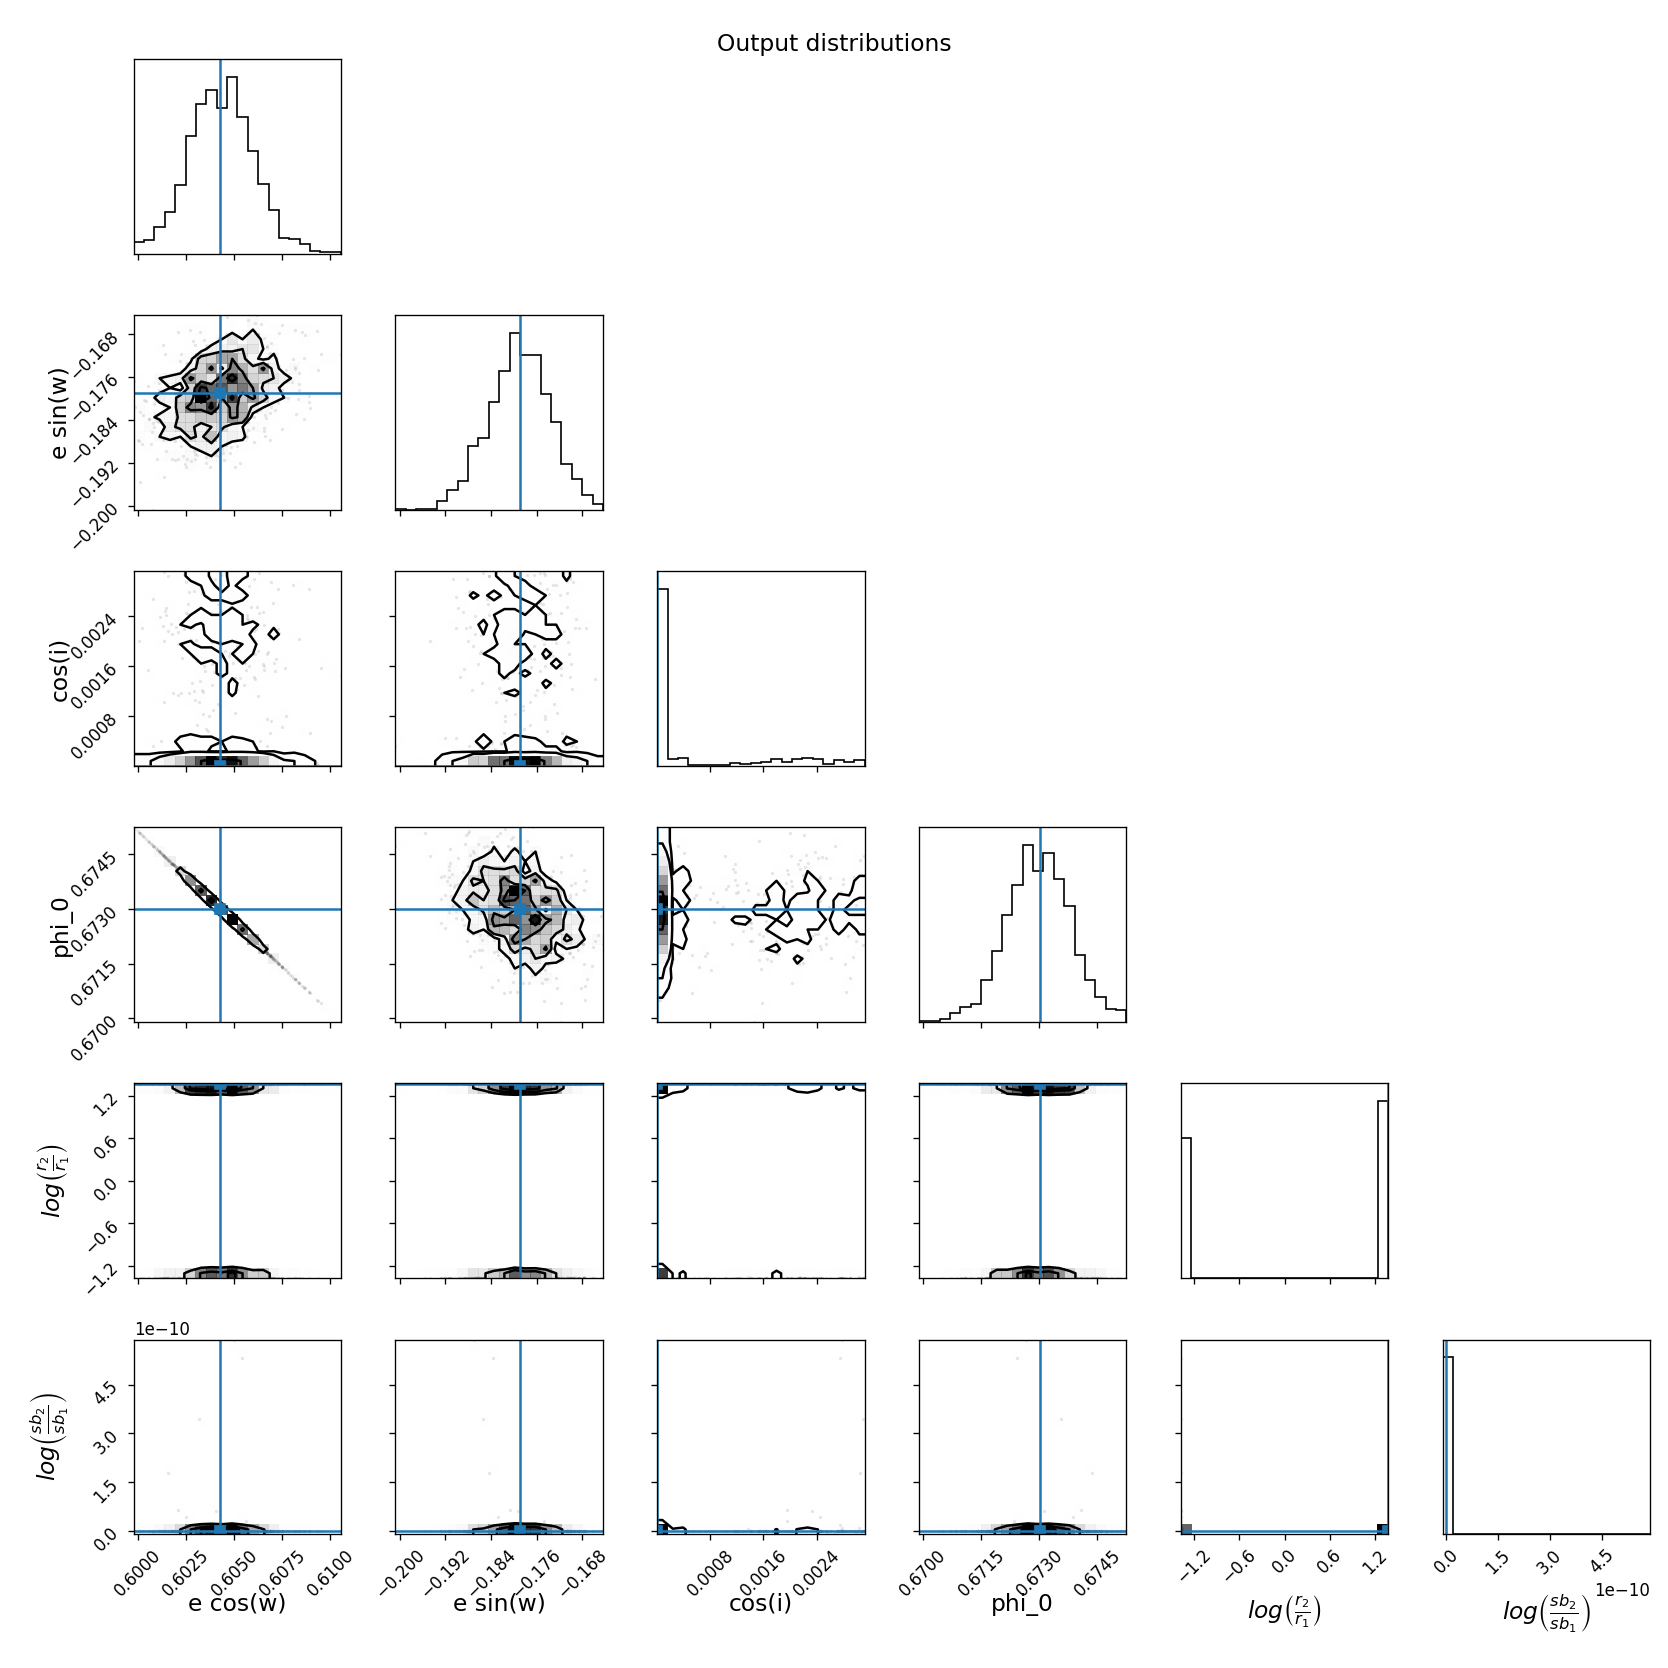 Output distributions
e sin(w)
−0.168
−0.176
−0.184
−0.192
−0.200
cos(i)
0.0024
0.0016
0.0008
phi_0
0.6745
0.6730
0.6715
0.6700
log(r₂/r₁)
1.2
0.6
0.0
−0.6
−1.2
1e−10
log(sb₂/sb₁)
4.5
3.0
1.5
0.0
0.6000 0.6025 0.6050 0.6075 0.6100
−0.200 −0.192 −0.184 −0.176 −0.168
0.0008 0.0016 0.0024
0.6700 0.6715 0.6730 0.6745
−1.2 −0.6 0.0 0.6 1.2
0.0 1.5 3.0 4.5
1e−10
e cos(w) e sin(w) cos(i) phi_0 log(r₂/r₁) log(sb₂/sb₁)